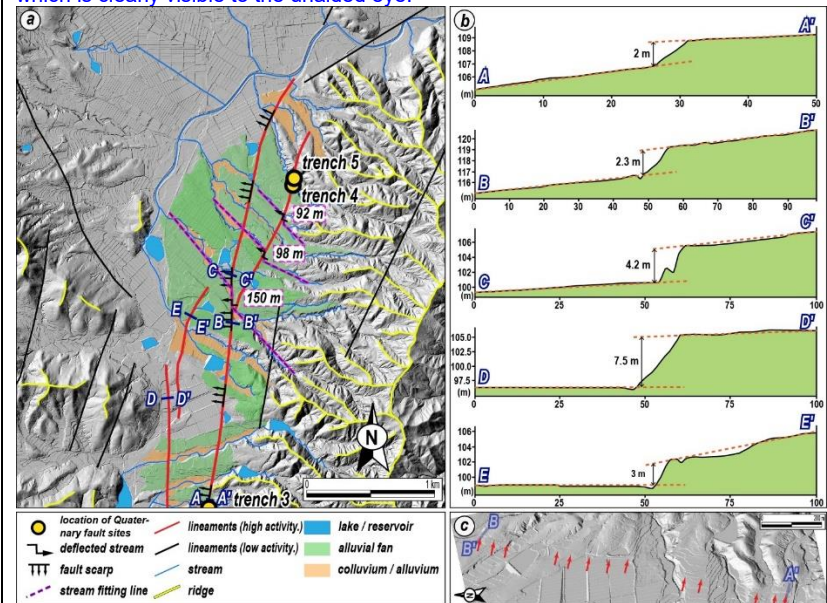 which is clearly visible to the unaided eye.
a
trench 5
trench 4
92 m
98 m
C C'
150 m
E
E' B B'
D D'
N
0 1 km
A A' trench 3
location of Quater-
nary fault sites
deflected stream
fault scarp
stream fitting line
lineaments (high activity.)
lineaments (low activity.)
stream
ridge
lake / reservoir
alluvial fan
colluvium / alluvium
b
A'
109
108
107
106
(m)
2 m
A
0 10 20 30 40 50
B'
120
119
118
117
116
(m)
2.3 m
B
0 10 20 30 40 50 60 70 80 90
C'
106
104
102
100
(m)
4.2 m
C
0 25 50 75 100
D'
105.0
102.5
100.0
97.5
(m)
7.5 m
D
0 25 50 75 100
E'
106
104
102
100
(m)
3 m
E
0 25 50 75 100
c
B
B'
A'
N